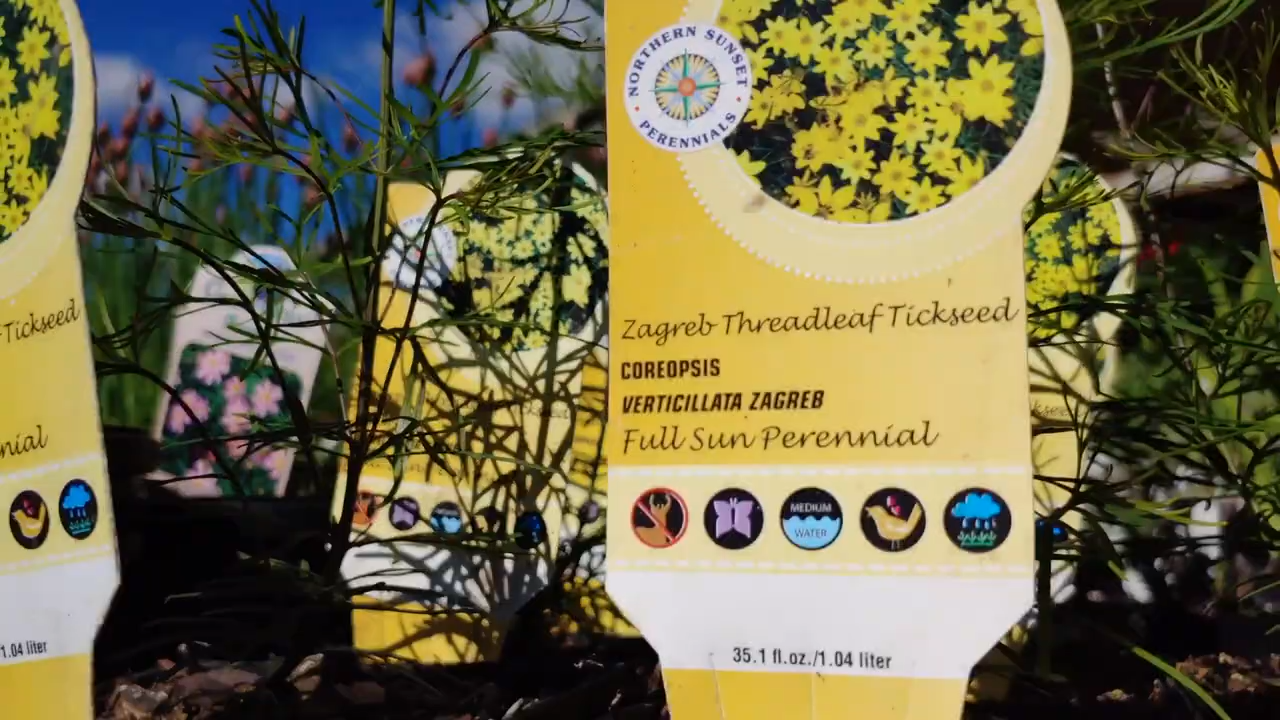 NORTHERN SUNSET
PERENNIALS
Zagreb Threadleaf Tickseed
COREOPSIS
VERTICILLATA ZAGREB
Full Sun Perennial
MEDIUM
WATER
35.1 fl.oz./1.04 liter
Tickseed
nnial
1.04 liter